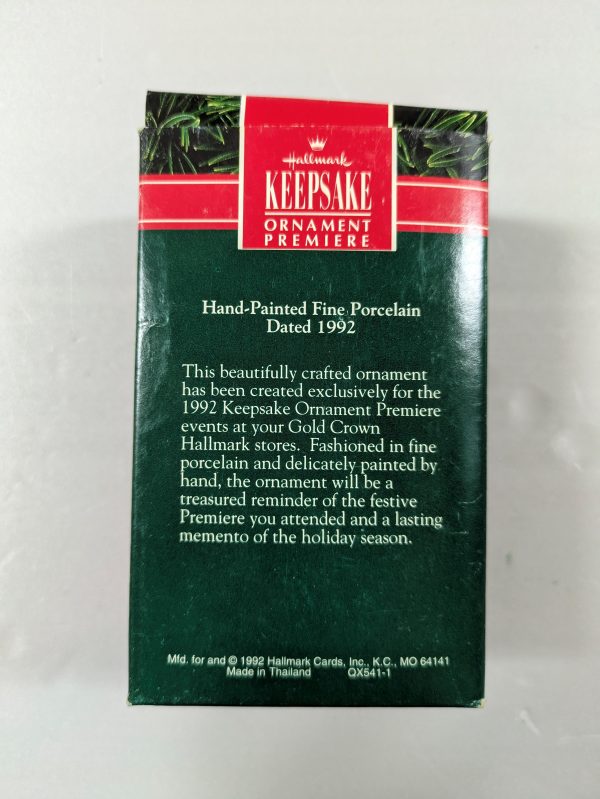 Hallmark
KEEPSAKE
ORNAMENT
PREMIERE
Hand-Painted Fine Porcelain
Dated 1992
This beautifully crafted ornament
has been created exclusively for the
1992 Keepsake Ornament Premiere
events at your Gold Crown
Hallmark stores. Fashioned in fine
porcelain and delicately painted by
hand, the ornament will be a
treasured reminder of the festive
Premiere you attended and a lasting
memento of the holiday season.
Mfd. for and © 1992 Hallmark Cards, Inc., K.C., MO 64141
Made in Thailand QX541-1